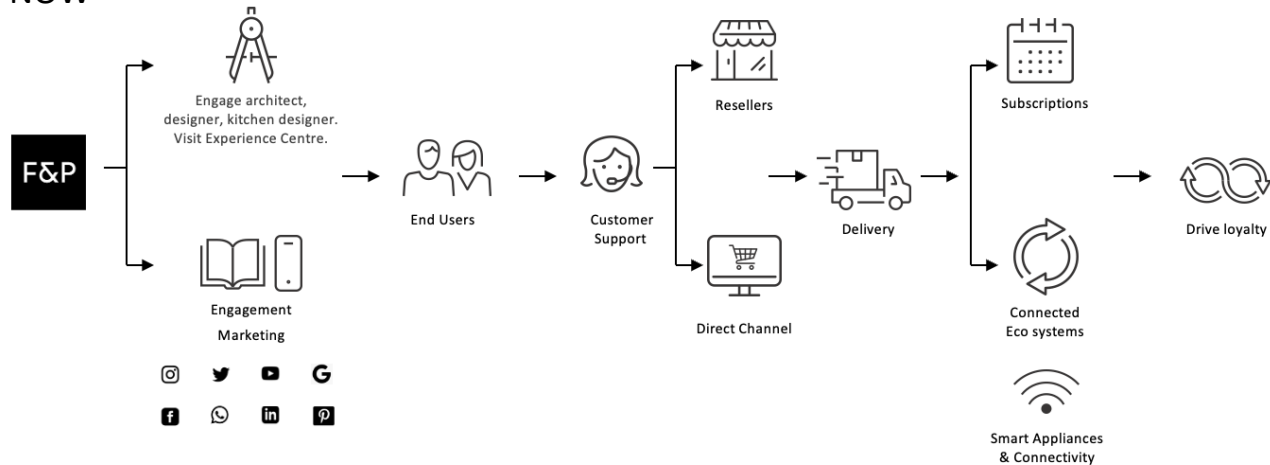 NOW
Engage architect,
designer, kitchen designer.
Visit Experience Centre.
F&P
Engagement
Marketing
End Users
Customer
Support
Resellers
Direct Channel
Delivery
Subscriptions
Connected
Eco systems
Smart Appliances
& Connectivity
Drive loyalty